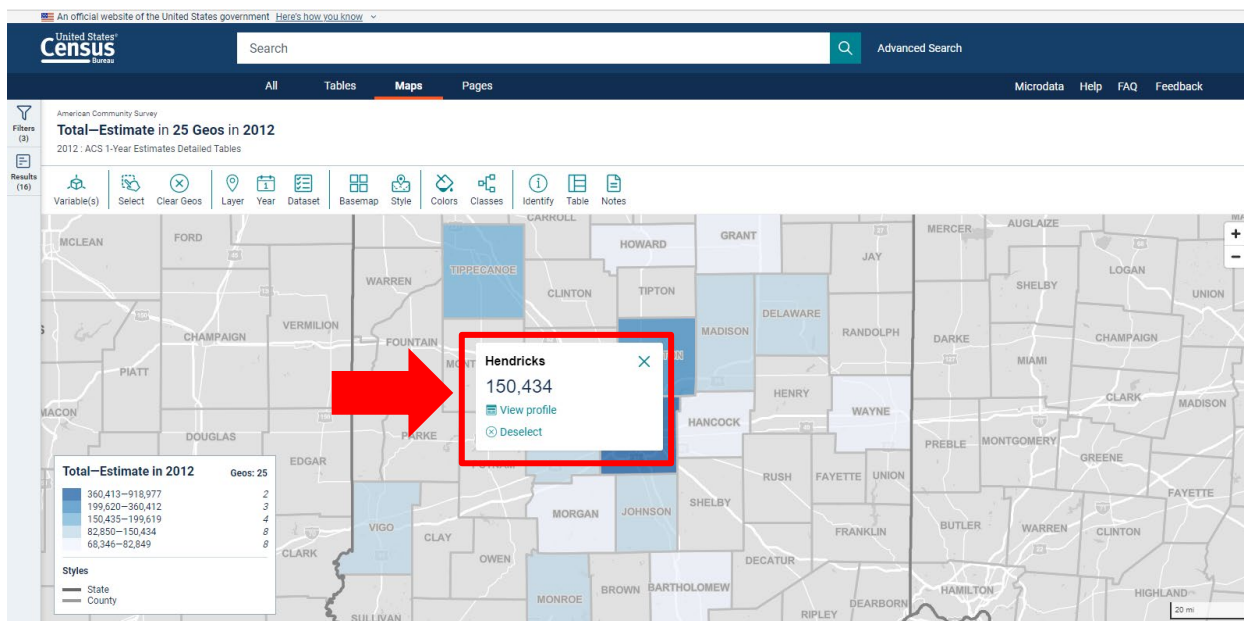 An official website of the United States government Here's how you know
United States®
Census
Bureau
Search
Advanced Search
All Tables Maps Pages
Microdata Help FAQ Feedback
Filters
(3)
Results
(16)
American Community Survey
Total—Estimate in 25 Geos in 2012
2012 : ACS 1-Year Estimates Detailed Tables
Variable(s) Select Clear Geos Layer Year Dataset Basemap Style Colors Classes Identify Table Notes
CARROLL
MCLEAN FORD HOWARD GRANT MERCER AUGLAIZE
JAY
TIPPECANOE LOGAN
WARREN CLINTON TIPTON SHELBY UNION
VERMILION DELAWARE
CHAMPAIGN FOUNTAIN MADISON RANDOLPH DARKE CHAMPAIGN
PIATT MIAMI
HENRY CLARK MADISON
MACON WAYNE
HANCOCK
DOUGLAS PARKE PREBLE MONTGOMERY
EDGAR GREENE
RUSH FAYETTE UNION
FAYETTE
SHELBY
MORGAN JOHNSON
VIGO CLAY FRANKLIN BUTLER WARREN CLINTON
CLARK OWEN DECATUR
BROWN BARTHOLOMEW HAMILTON HIGHLAND
MONROE DEARBORN
SULLIVAN RIPLEY
Hendricks
150,434
View profile
Deselect
Total—Estimate in 2012 Geos: 25
360,413—918,977 2
199,620—360,412 3
150,435—199,619 4
82,850—150,434 8
68,346—82,849 8
Styles
State
County
+
−
20 mi